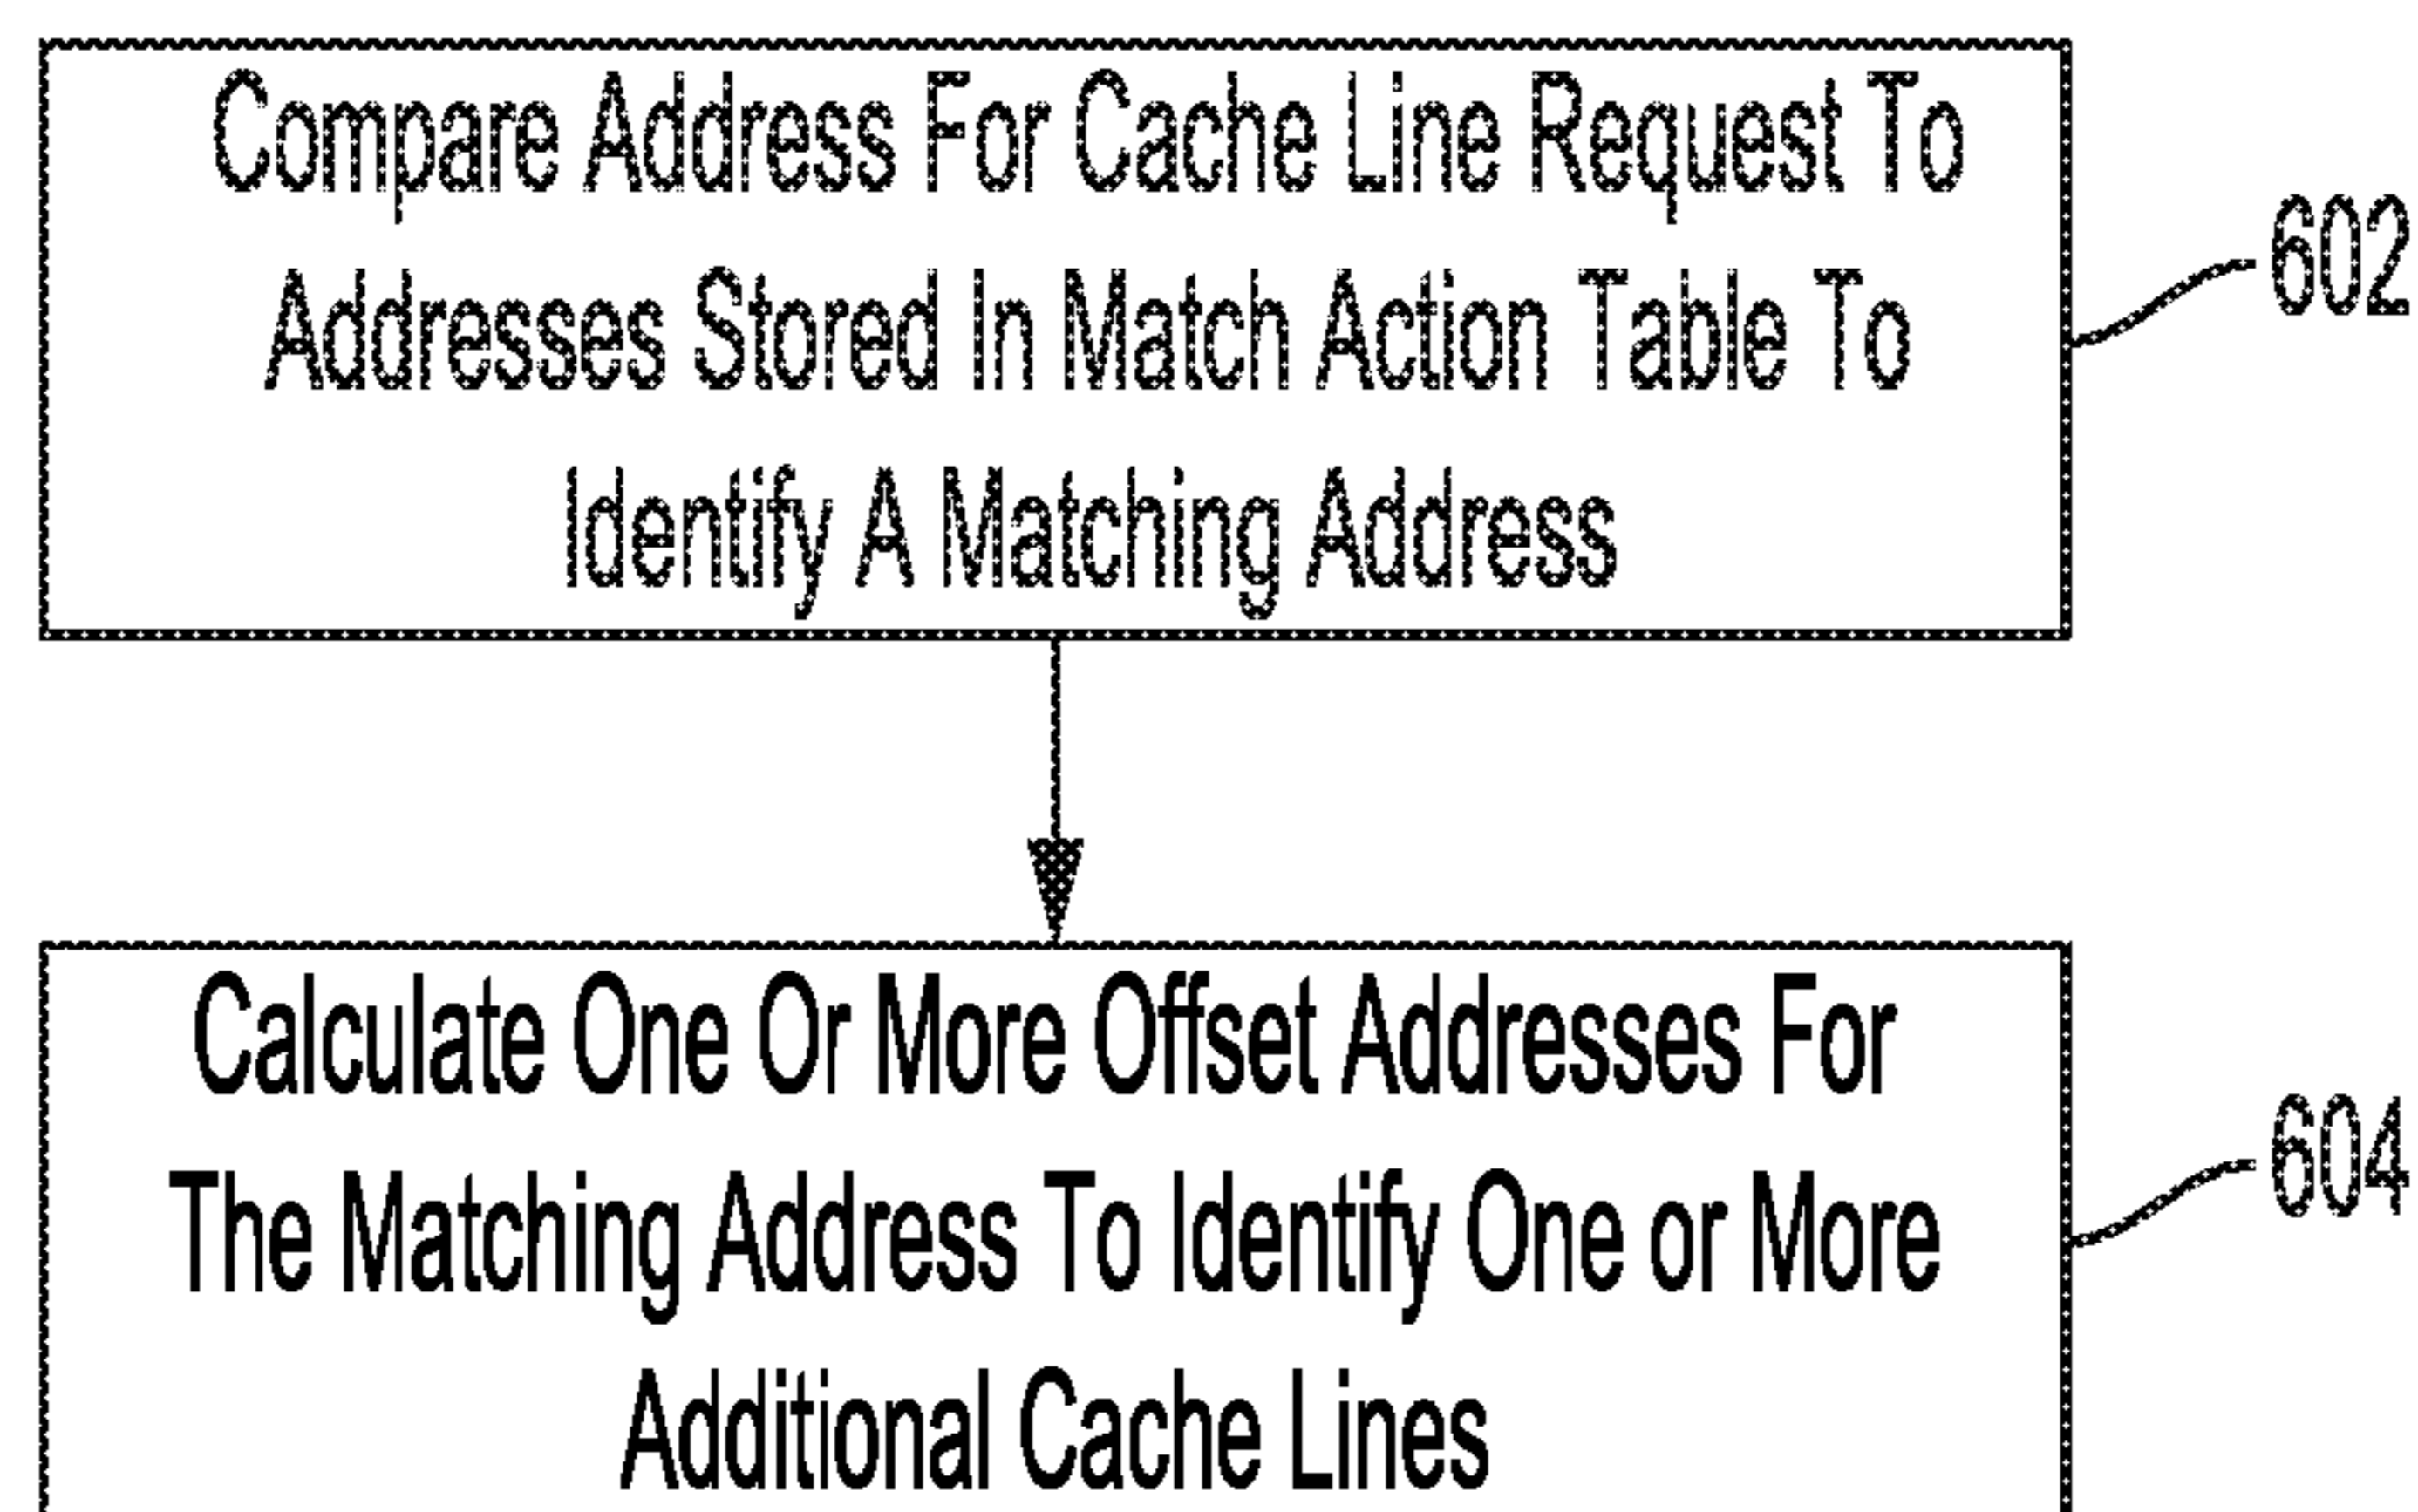 Compare Address For Cache Line Request To
Addresses Stored In Match Action Table To
Identify A Matching Address
602
Calculate One Or More Offset Addresses For
The Matching Address To Identify One or More
Additional Cache Lines
604